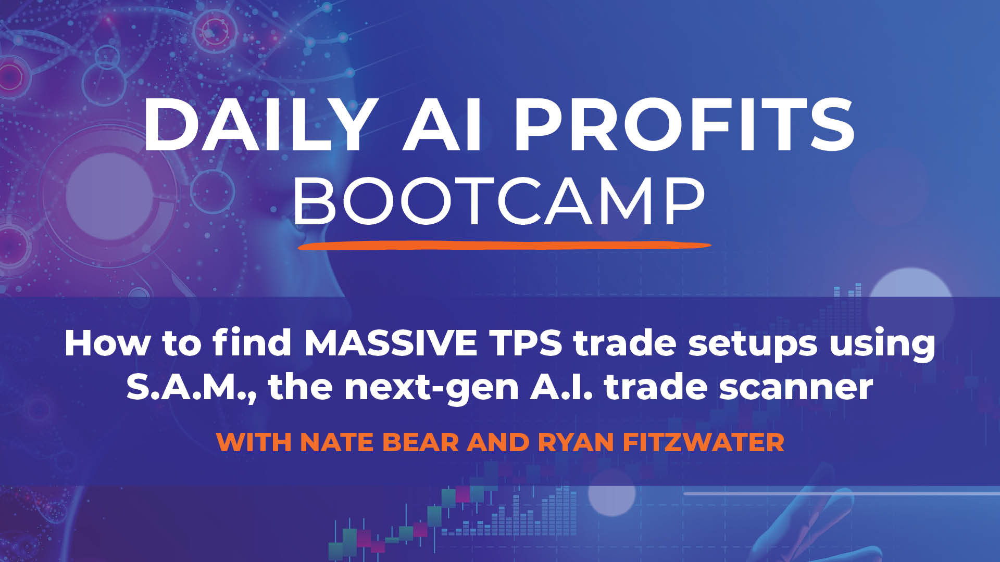 DAILY AI PROFITS
BOOTCAMP
How to find MASSIVE TPS trade setups using
S.A.M., the next-gen A.I. trade scanner
WITH NATE BEAR AND RYAN FITZWATER